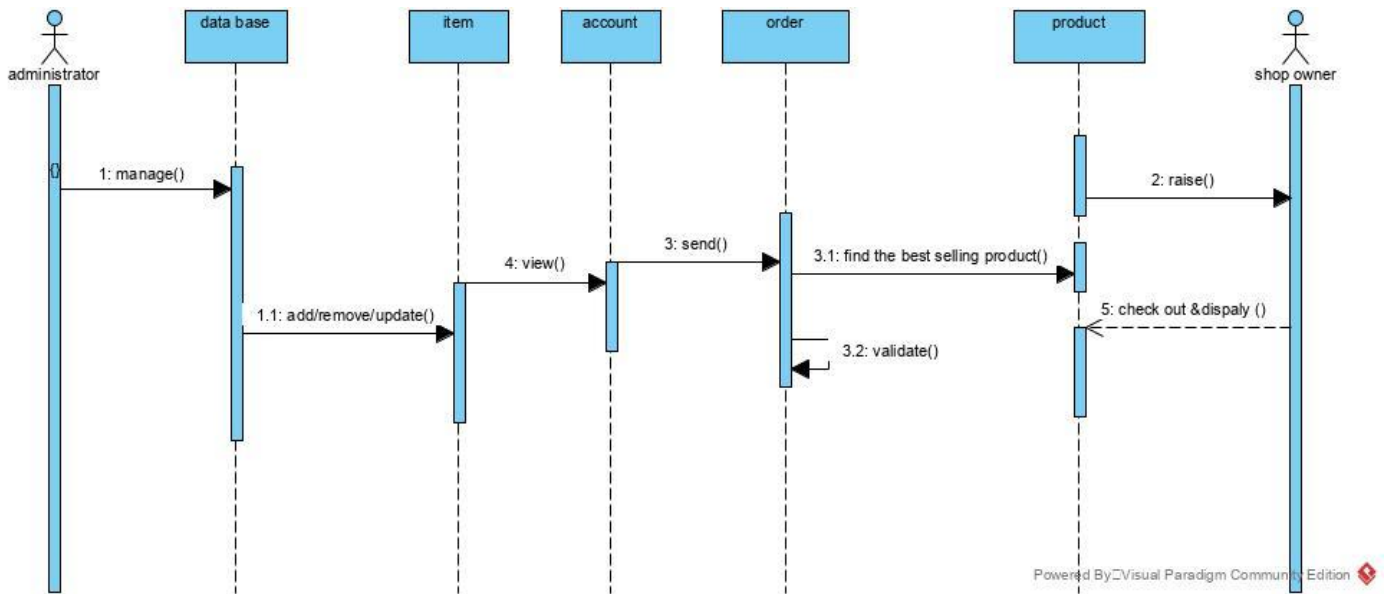 data base
item
account
order
product
administrator
shop owner
{}
1: manage()
2: raise()
3: send()
3.1: find the best selling product()
4: view()
5: check out &dispaly ()
1.1: add/remove/update()
3.2: validate()
Powered By□Visual Paradigm Community Edition